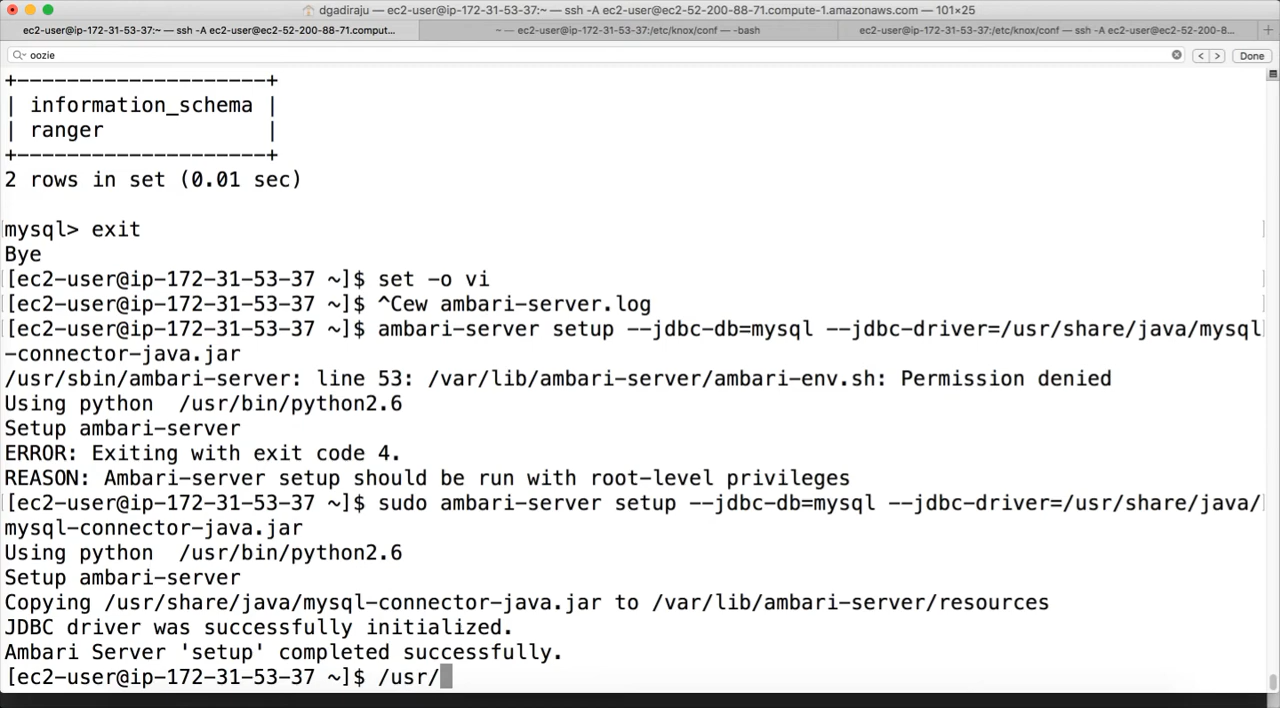 dgadiraju — ec2-user@ip-172-31-53-37:~ — ssh -A ec2-user@ec2-52-200-88-71.compute-1.amazonaws.com — 101×25
ec2-user@ip-172-31-53-37:~ — ssh -A ec2-user@ec2-52-200-88-71.comput... ~ — ec2-user@ip-172-31-53-37:/etc/knox/conf — -bash ec2-user@ip-172-31-53-37:/etc/knox/conf — ssh -A ec2-user@ec2-52-200-8...
oozie Done
+---------------------+
| information_schema |
| ranger |
+---------------------+
2 rows in set (0.01 sec)
mysql> exit
Bye
[ec2-user@ip-172-31-53-37 ~]$ set -o vi
[ec2-user@ip-172-31-53-37 ~]$ ^Cew ambari-server.log
[ec2-user@ip-172-31-53-37 ~]$ ambari-server setup --jdbc-db=mysql --jdbc-driver=/usr/share/java/mysql
-connector-java.jar
/usr/sbin/ambari-server: line 53: /var/lib/ambari-server/ambari-env.sh: Permission denied
Using python  /usr/bin/python2.6
Setup ambari-server
ERROR: Exiting with exit code 4.
REASON: Ambari-server setup should be run with root-level privileges
[ec2-user@ip-172-31-53-37 ~]$ sudo ambari-server setup --jdbc-db=mysql --jdbc-driver=/usr/share/java/
mysql-connector-java.jar
Using python  /usr/bin/python2.6
Setup ambari-server
Copying /usr/share/java/mysql-connector-java.jar to /var/lib/ambari-server/resources
JDBC driver was successfully initialized.
Ambari Server 'setup' completed successfully.
[ec2-user@ip-172-31-53-37 ~]$ /usr/